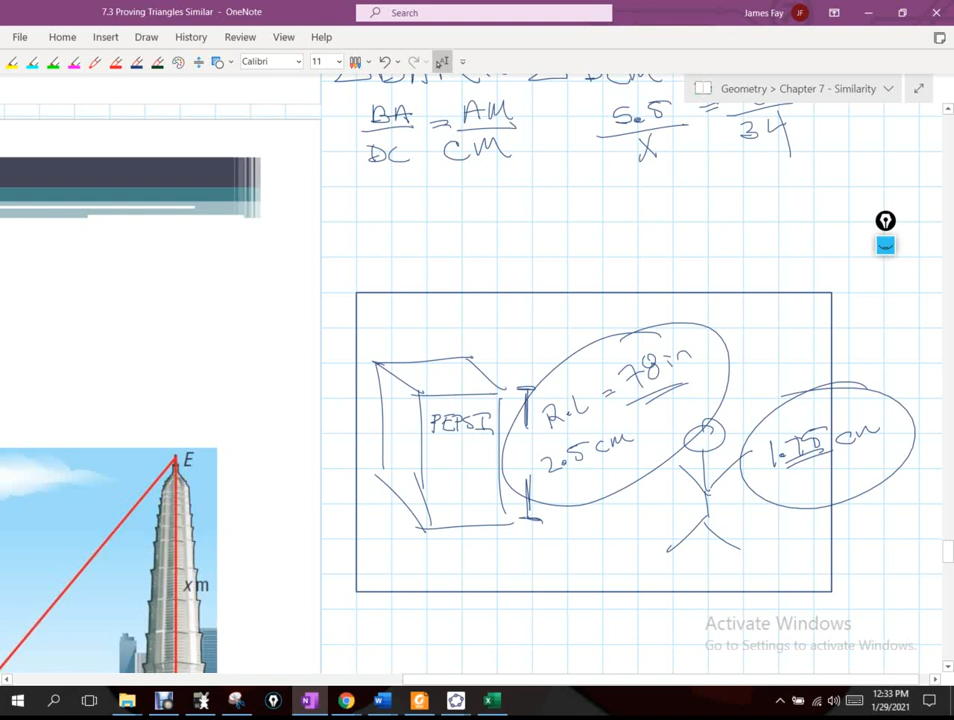 7.3 Proving Triangles Similar - OneNote
Search
James Fay
JF
File Home Insert Draw History Review View Help
Calibri 11
Geometry > Chapter 7 - Similarity
BA = AM
DC CM
5.5 =
x 34
PEPSI
R.L = 78 in
2.5 cm
1.75 cm
E
x m
Activate Windows
Go to Settings to activate Windows.
12:33 PM
1/29/2021